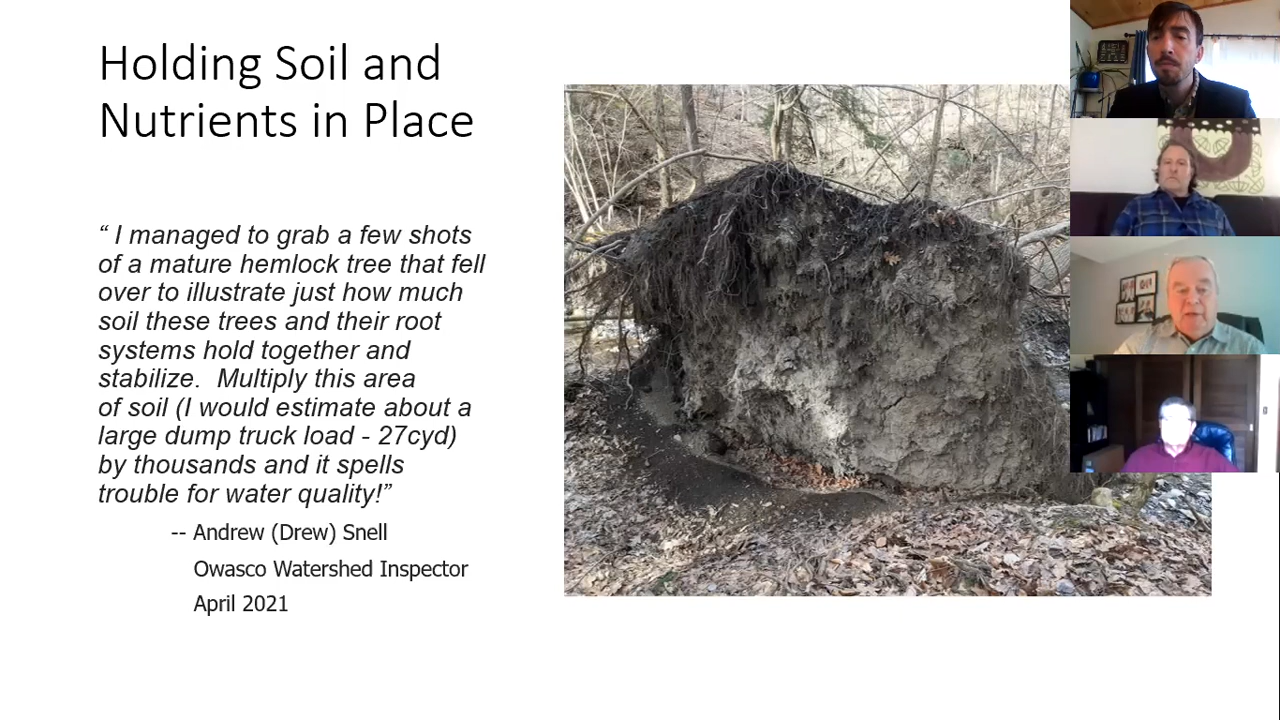 Holding Soil and
Nutrients in Place
“ I managed to grab a few shots
of a mature hemlock tree that fell
over to illustrate just how much
soil these trees and their root
systems hold together and
stabilize.  Multiply this area
of soil (I would estimate about a
large dump truck load - 27cyd)
by thousands and it spells
trouble for water quality!”
-- Andrew (Drew) Snell
Owasco Watershed Inspector
April 2021